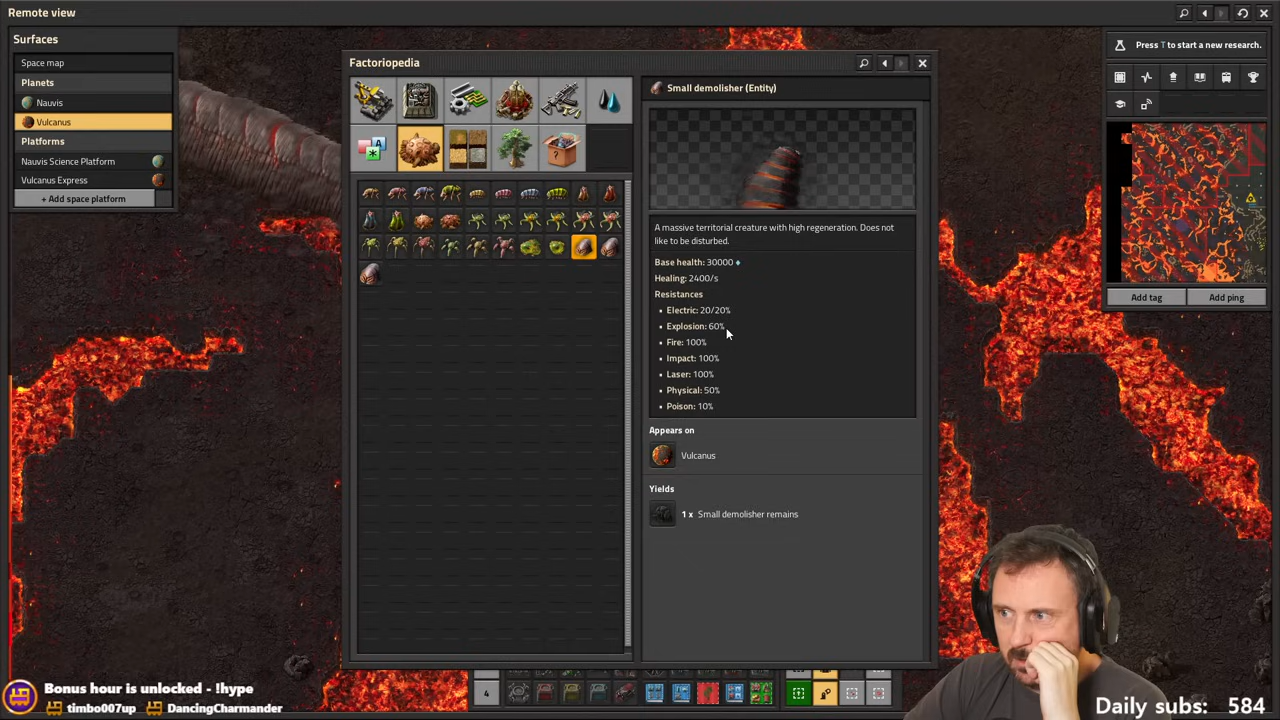 Remote view
Surfaces
Space map
Planets
Nauvis
Vulcanus
Platforms
Nauvis Science Platform
Vulcanus Express
+ Add space platform
Factoriopedia
Small demolisher (Entity)
A massive territorial creature with high regeneration. Does not
like to be disturbed.
Base health: 30000
Healing: 2400/s
Resistances
• Electric: 20/20%
• Explosion: 60%
• Fire: 100%
• Impact: 100%
• Laser: 100%
• Physical: 50%
• Poison: 10%
Appears on
Vulcanus
Yields
1 x Small demolisher remains
Press T to start a new research.
Add tag
Add ping
4
Bonus hour is unlocked - !hype
timbo007up
DancingCharmander
Daily subs: 584